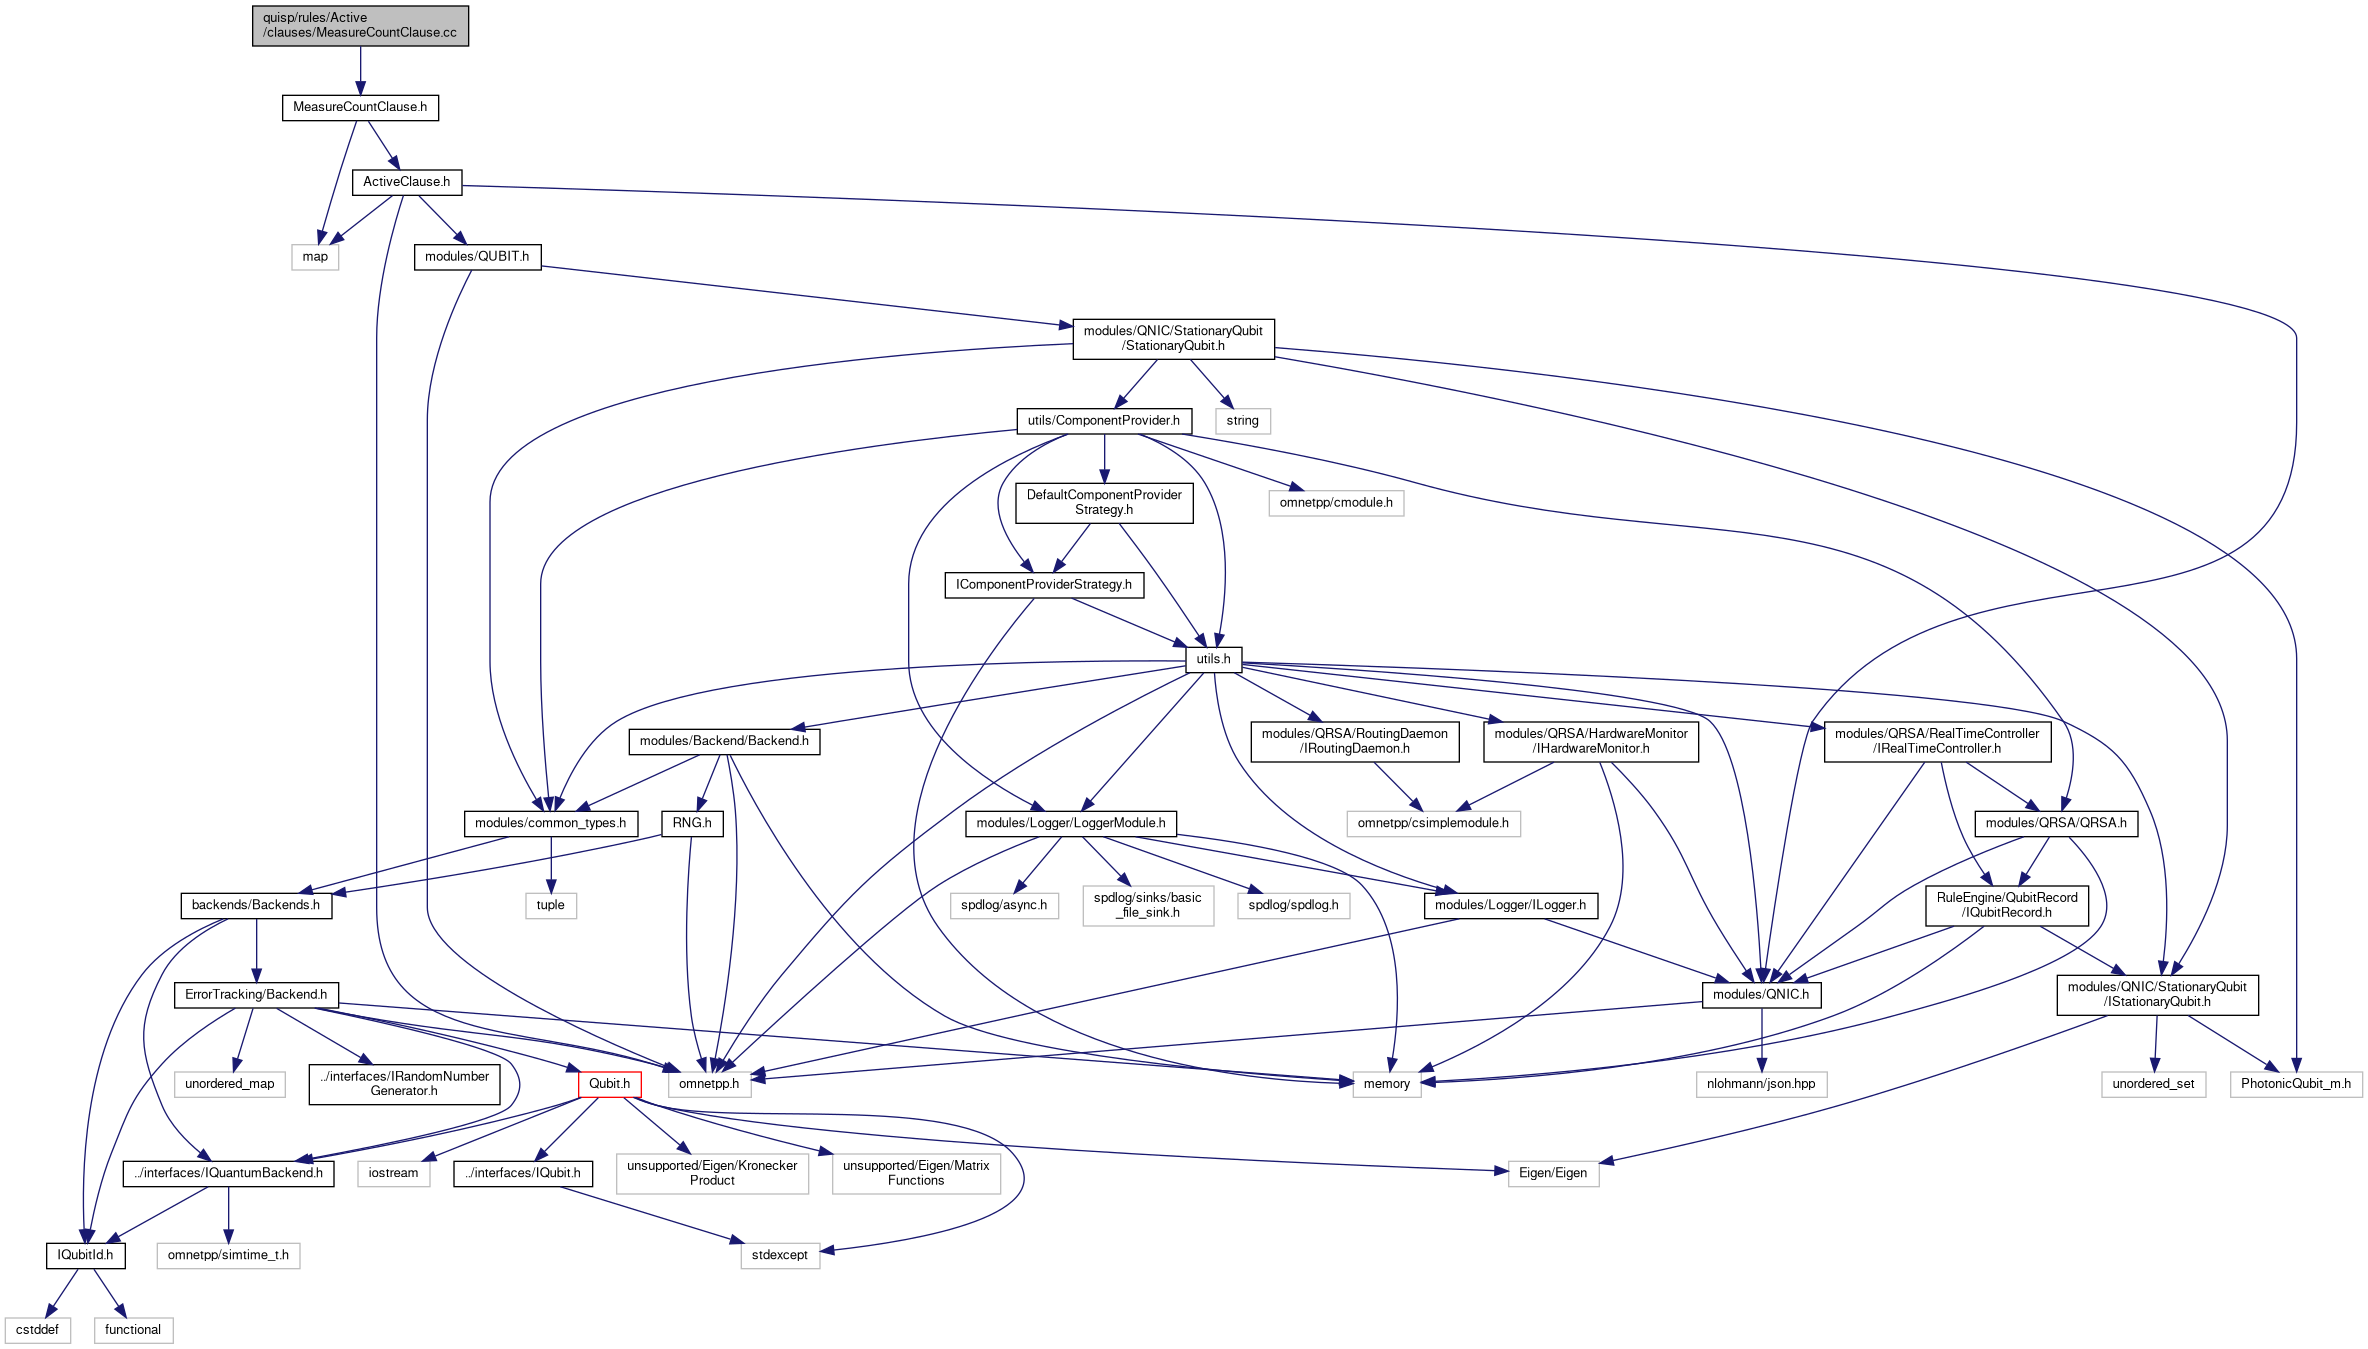 quisp/rules/Active
/clauses/MeasureCountClause.cc
MeasureCountClause.h
ActiveClause.h
map
modules/QUBIT.h
modules/QNIC/StationaryQubit
/StationaryQubit.h
utils/ComponentProvider.h
string
DefaultComponentProvider
Strategy.h
omnetpp/cmodule.h
IComponentProviderStrategy.h
utils.h
modules/Backend/Backend.h
modules/QRSA/RoutingDaemon
/IRoutingDaemon.h
modules/QRSA/HardwareMonitor
/IHardwareMonitor.h
modules/QRSA/RealTimeController
/IRealTimeController.h
modules/common_types.h
RNG.h
modules/Logger/LoggerModule.h
omnetpp/csimplemodule.h
modules/QRSA/QRSA.h
backends/Backends.h
tuple
spdlog/async.h
spdlog/sinks/basic
_file_sink.h
spdlog/spdlog.h
modules/Logger/ILogger.h
RuleEngine/QubitRecord
/IQubitRecord.h
ErrorTracking/Backend.h
modules/QNIC.h
modules/QNIC/StationaryQubit
/IStationaryQubit.h
unordered_map
../interfaces/IRandomNumber
Generator.h
Qubit.h
omnetpp.h
memory
nlohmann/json.hpp
unordered_set
PhotonicQubit_m.h
../interfaces/IQuantumBackend.h
iostream
../interfaces/IQubit.h
unsupported/Eigen/Kronecker
Product
unsupported/Eigen/Matrix
Functions
Eigen/Eigen
IQubitId.h
omnetpp/simtime_t.h
stdexcept
cstddef
functional